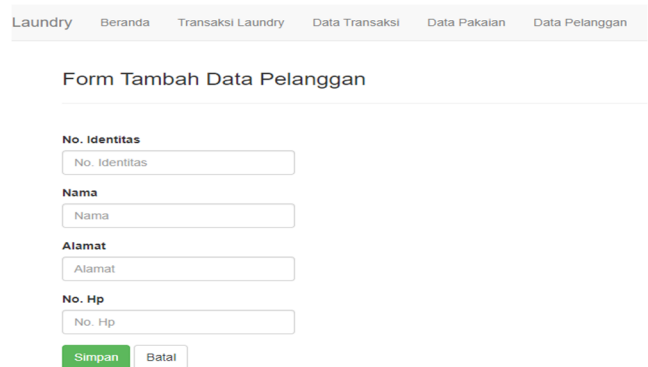 Laundry Beranda Transaksi Laundry Data Transaksi Data Pakaian Data Pelanggan
Form Tambah Data Pelanggan
No. Identitas
No. Identitas
Nama
Nama
Alamat
Alamat
No. Hp
No. Hp
Simpan Batal